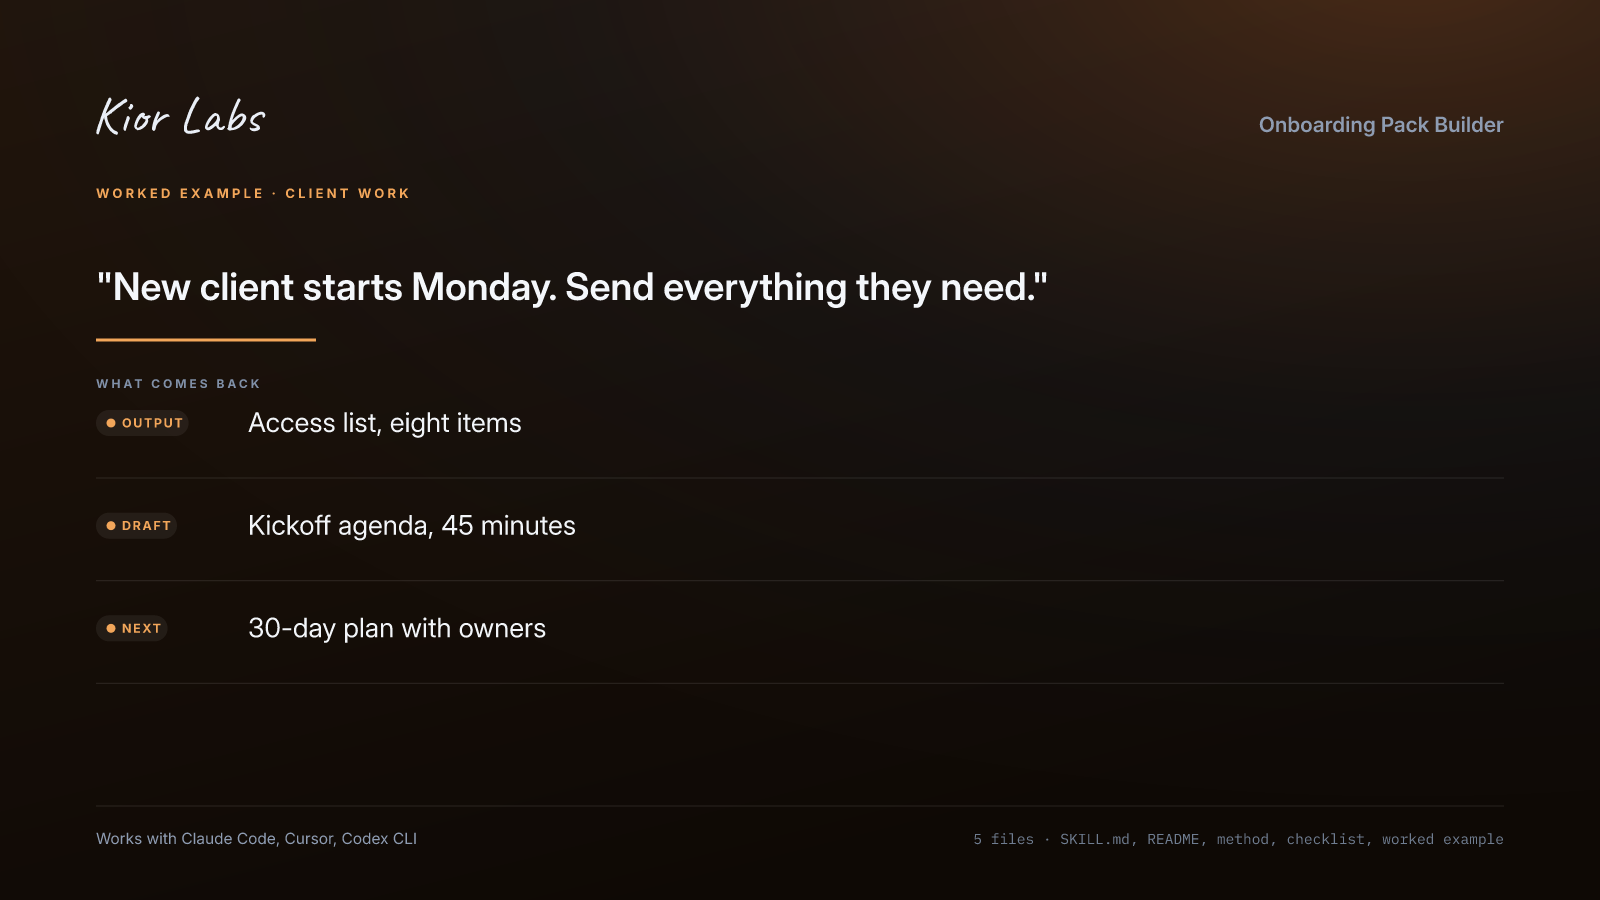 Kior Labs
Onboarding Pack Builder
WORKED EXAMPLE · CLIENT WORK
"New client starts Monday. Send everything they need."
WHAT COMES BACK
OUTPUT Access list, eight items
DRAFT Kickoff agenda, 45 minutes
NEXT 30-day plan with owners
Works with Claude Code, Cursor, Codex CLI
5 files · SKILL.md, README, method, checklist, worked example